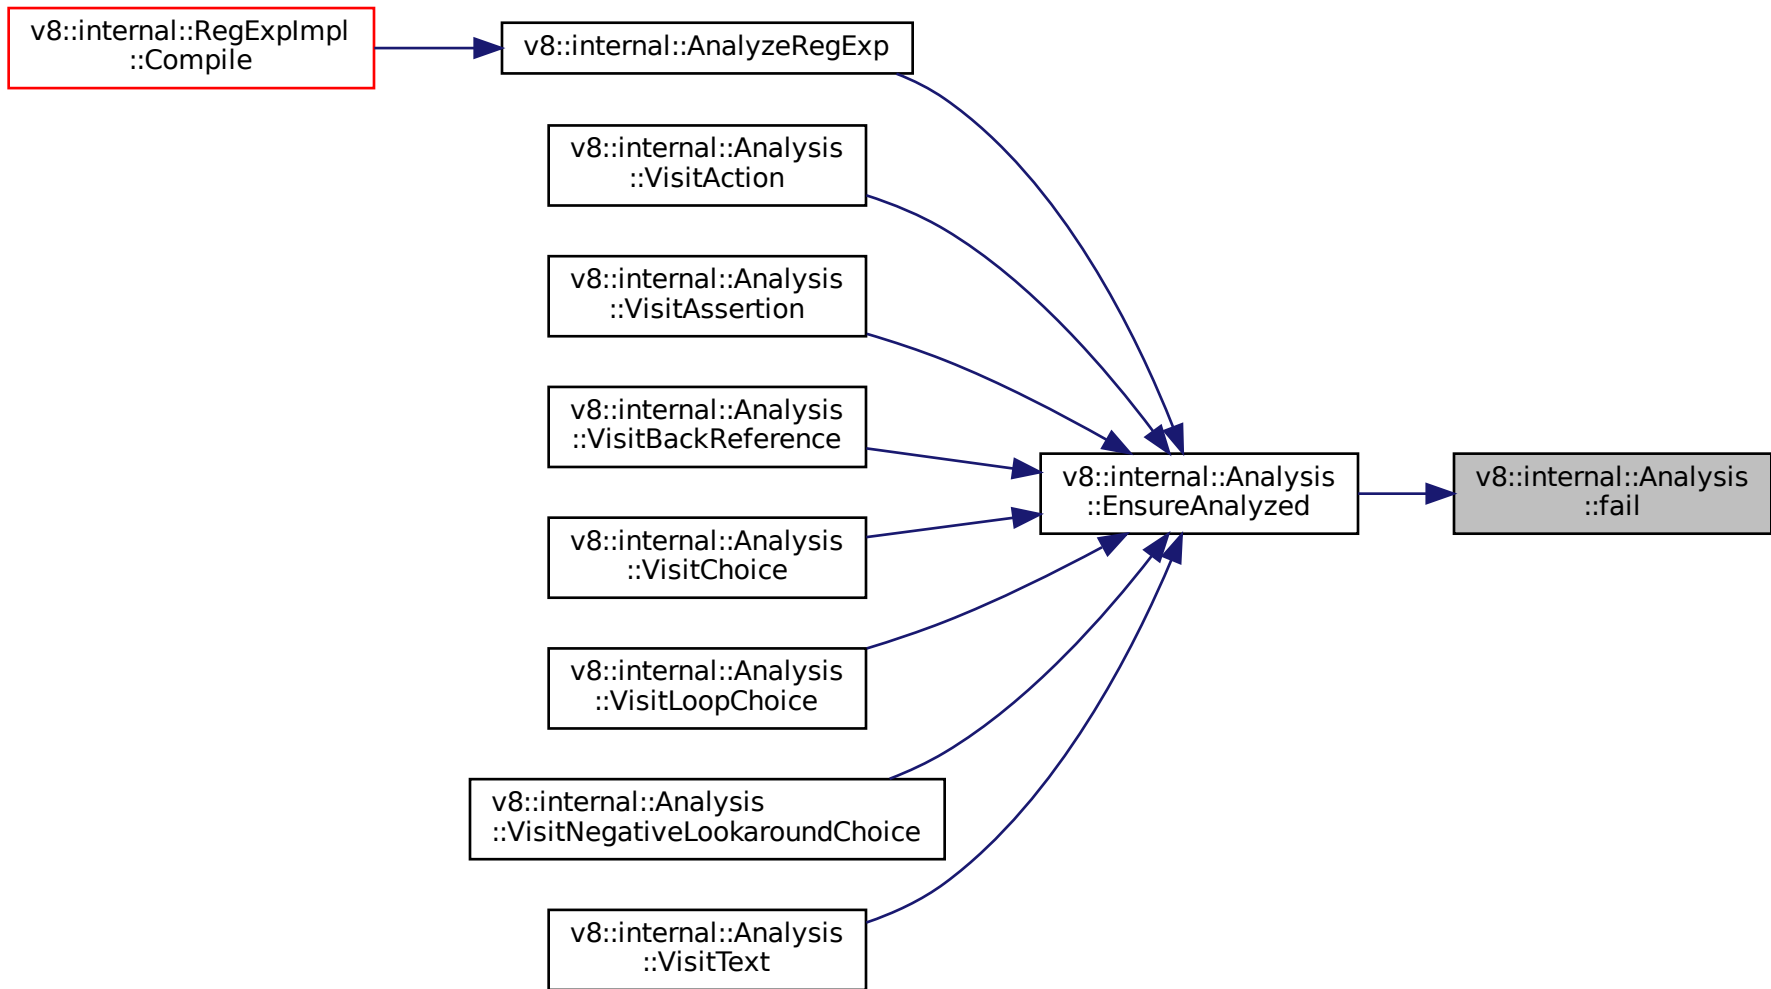 v8::internal::RegExpImpl
::Compile
v8::internal::AnalyzeRegExp
v8::internal::Analysis
::VisitAction
v8::internal::Analysis
::VisitAssertion
v8::internal::Analysis
::VisitBackReference
v8::internal::Analysis
::VisitChoice
v8::internal::Analysis
::VisitLoopChoice
v8::internal::Analysis
::VisitNegativeLookaroundChoice
v8::internal::Analysis
::VisitText
v8::internal::Analysis
::EnsureAnalyzed
v8::internal::Analysis
::fail